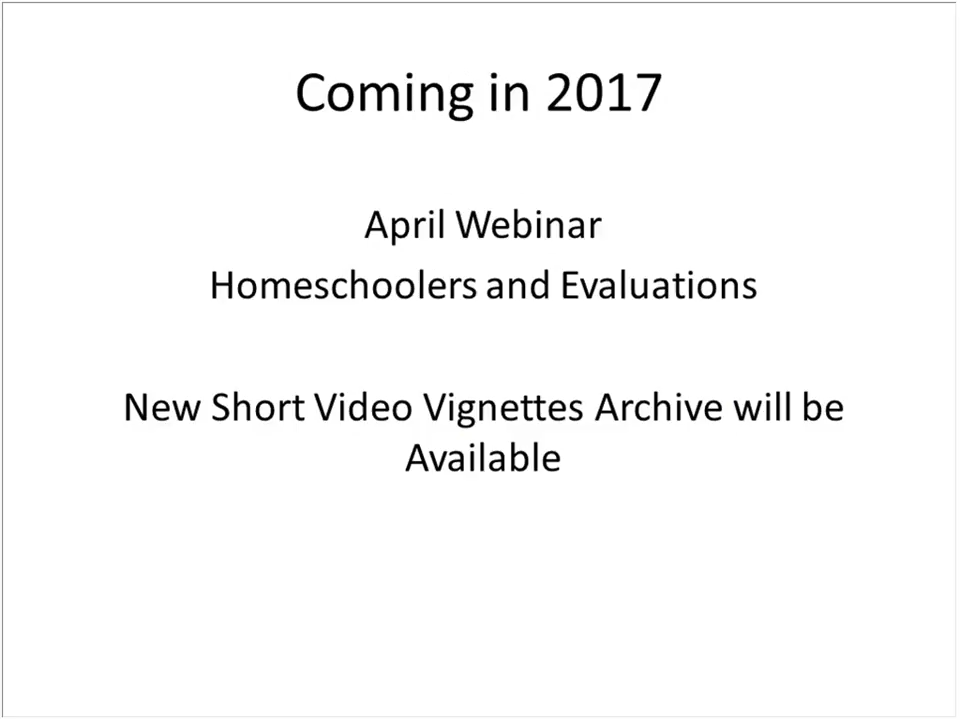 Coming in 2017
April Webinar
Homeschoolers and Evaluations
New Short Video Vignettes Archive will be
Available